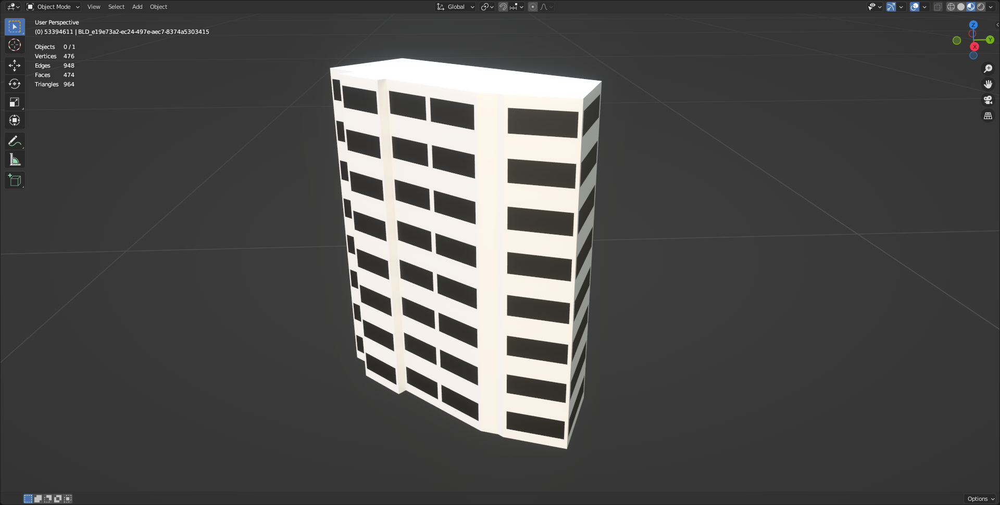 Object Mode View Select Add Object Global
User Perspective
(0) 53394611 | BLD_e19e73a2-ec24-497e-aec7-8374a5303415
Objects 0 / 1
Vertices 476
Edges 948
Faces 474
Triangles 964
Z
Y
X
Options